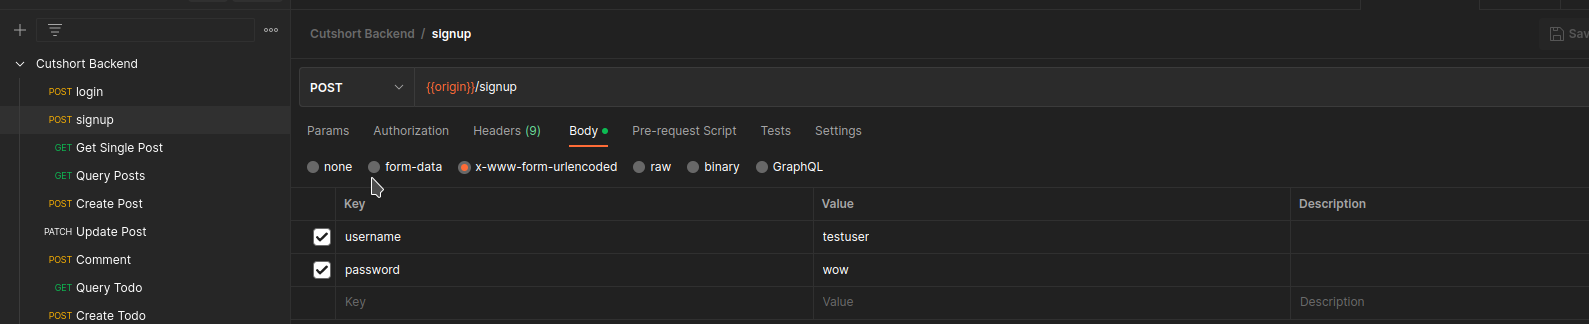 Cutshort Backend / signup
Sav
Cutshort Backend
POST login
POST signup
GET Get Single Post
GET Query Posts
POST Create Post
PATCH Update Post
POST Comment
GET Query Todo
POST Create Todo
POST {{origin}}/signup
Params Authorization Headers (9) Body Pre-request Script Tests Settings
none form-data x-www-form-urlencoded raw binary GraphQL
Key Value Description
username testuser
password wow
Key Value Description